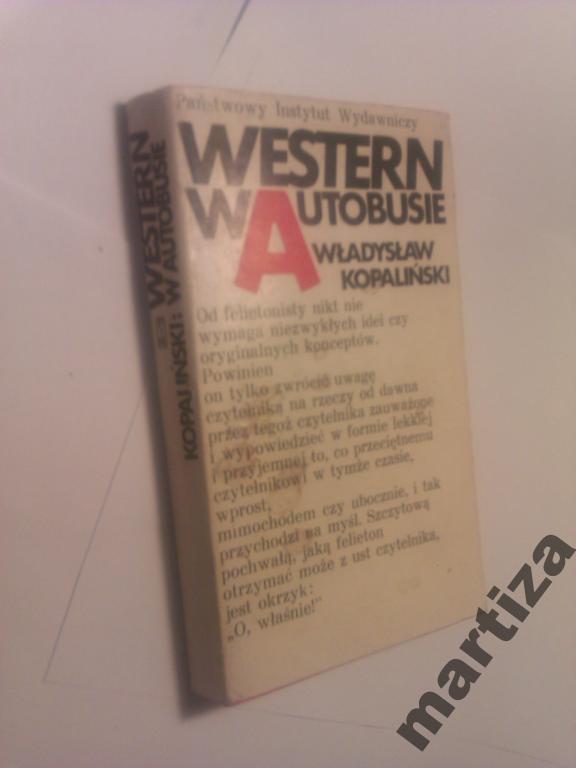 Państwowy Instytut Wydawniczy
WESTERN
W AUTOBUSIE
WŁADYSŁAW
KOPALIŃSKI
Od felietonisty nikt nie
wymaga niezwykłych idei czy
oryginalnych konceptów.
Powinien
on tylko zwrócić uwagę
czytelnika na rzeczy od dawna
przez tegoż czytelnika zauważone
i wypowiedzieć w formie lekkiej
i przyjemnej to, co przeciętnemu
czytelnikowi w tymże czasie,
wprost,
mimochodem czy ubocznie, i tak
przychodzi na myśl. Szczytową
pochwałą, jaką felieton
otrzymać może z ust czytelnika,
jest okrzyk:
„O, właśnie!"
KOPALIŃSKI: WESTERN
W AUTOBUSIE
martiza